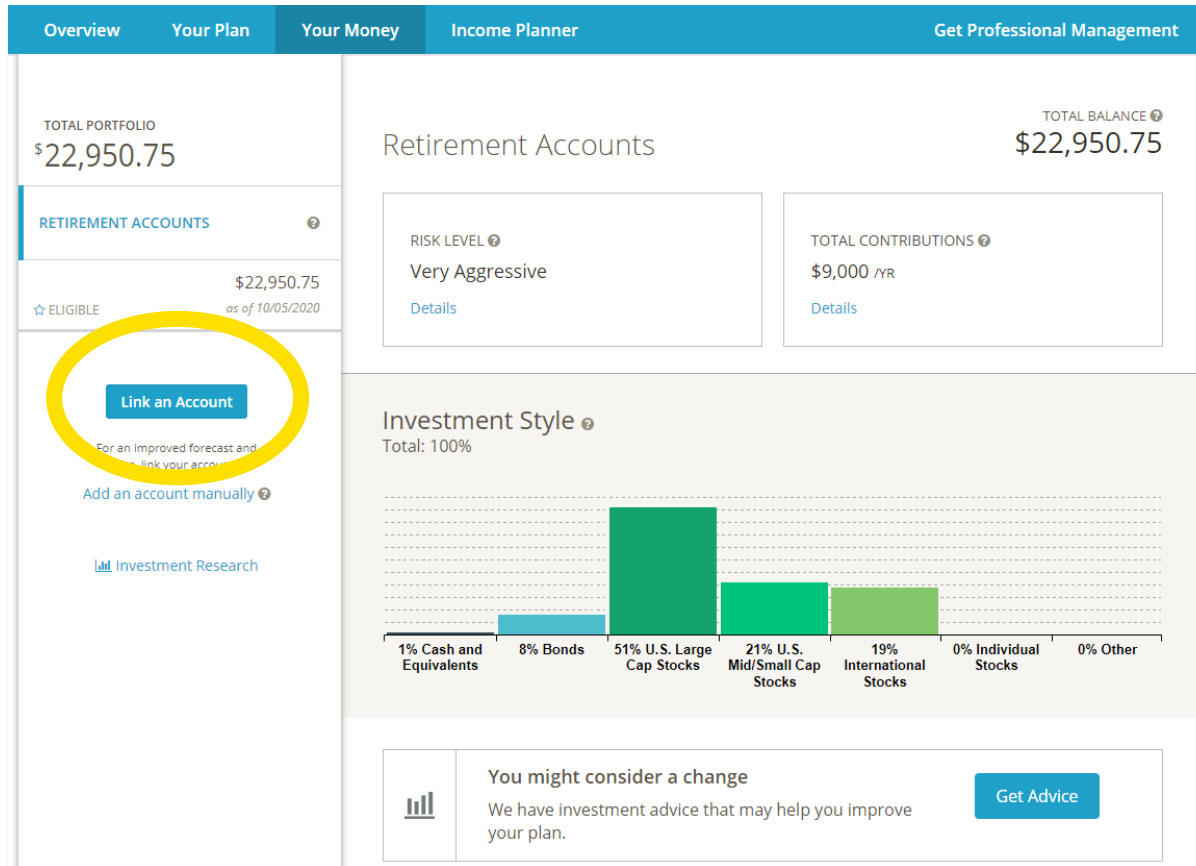 Overview Your Plan Your Money Income Planner Get Professional Management
TOTAL PORTFOLIO
$22,950.75
RETIREMENT ACCOUNTS
$22,950.75
ELIGIBLE as of 10/05/2020
Link an Account
For an improved forecast and
link your
Add an account manually
Investment Research
Retirement Accounts
TOTAL BALANCE
$22,950.75
RISK LEVEL
Very Aggressive
Details
TOTAL CONTRIBUTIONS
$9,000 /YR
Details
Investment Style
Total: 100%
1% Cash and
Equivalents
8% Bonds
51% U.S. Large
Cap Stocks
21% U.S.
Mid/Small Cap
Stocks
19%
International
Stocks
0% Individual
Stocks
0% Other
You might consider a change
We have investment advice that may help you improve
your plan.
Get Advice